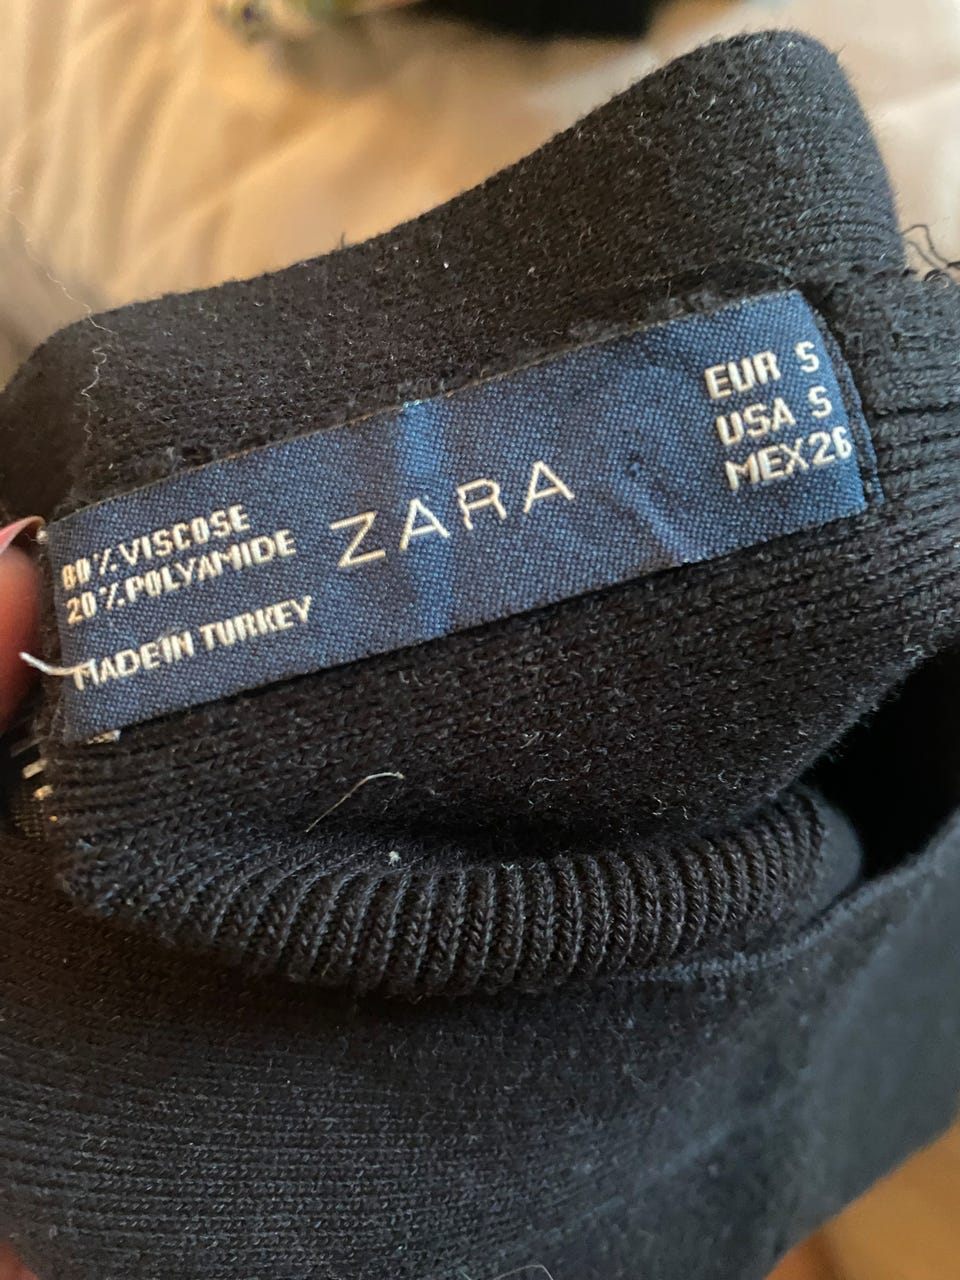 80% VISCOSE
20% POLYAMIDE
MADE IN TURKEY
ZARA
EUR S
USA S
MEX 26